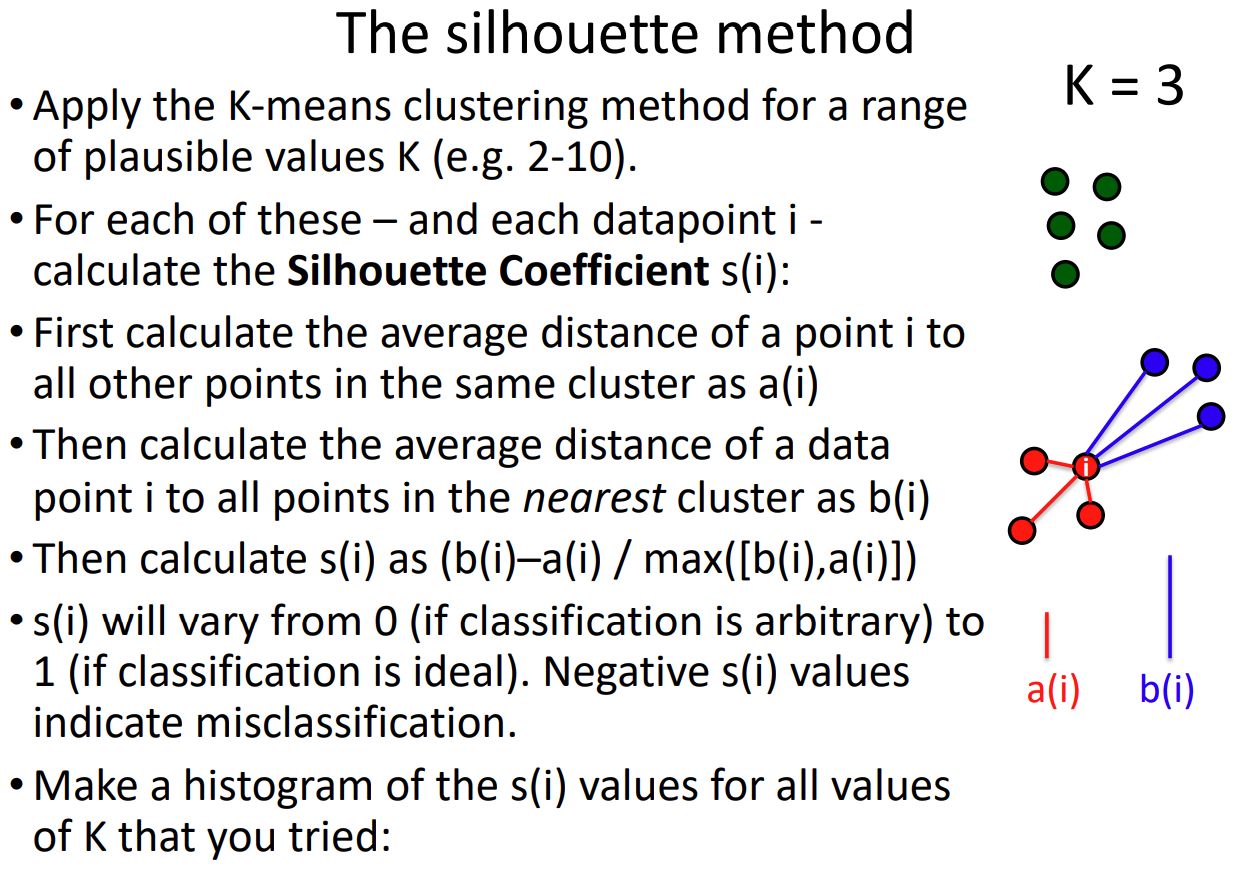 The silhouette method
K = 3
• Apply the K-means clustering method for a range
of plausible values K (e.g. 2-10).
• For each of these – and each datapoint i -
calculate the Silhouette Coefficient s(i):
• First calculate the average distance of a point i to
all other points in the same cluster as a(i)
• Then calculate the average distance of a data
point i to all points in the nearest cluster as b(i)
• Then calculate s(i) as (b(i)–a(i) / max([b(i),a(i)])
• s(i) will vary from 0 (if classification is arbitrary) to
1 (if classification is ideal). Negative s(i) values
indicate misclassification.
• Make a histogram of the s(i) values for all values
of K that you tried:
i
a(i)
b(i)